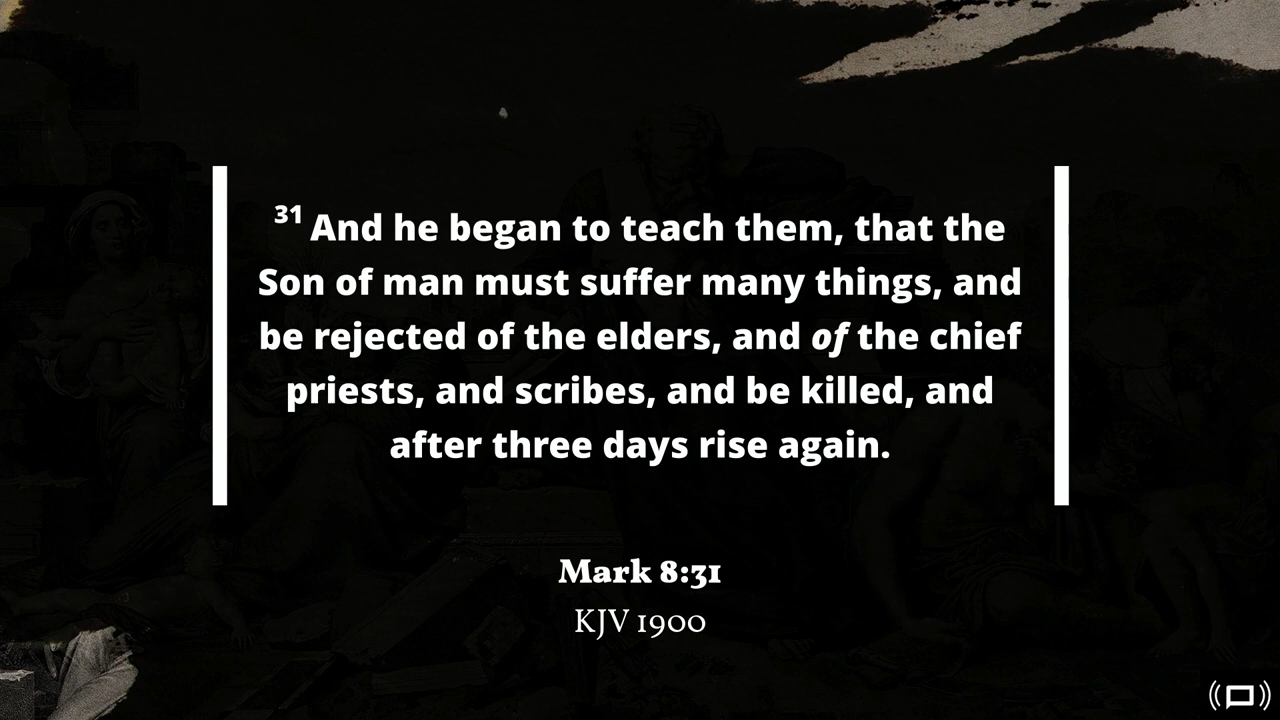 31 And he began to teach them, that the
Son of man must suffer many things, and
be rejected of the elders, and of the chief
priests, and scribes, and be killed, and
after three days rise again.
Mark 8:31
KJV 1900